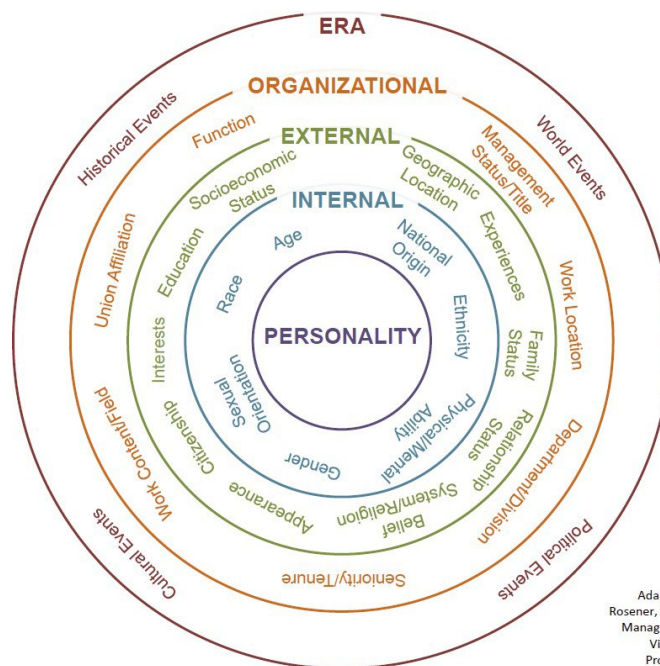 ERA
Historical Events
World Events
Political Events
Cultural Events
ORGANIZATIONAL
Function
Management
Status/Title
Work Location
Department/Division
Seniority/Tenure
Work Content/Field
Union Affiliation
EXTERNAL
Socioeconomic
Status
Geographic
Location
Experiences
Family
Status
Relationship
Status
Belief
System/Religion
Appearance
Citizenship
Interests
Education
INTERNAL
Age
National
Origin
Ethnicity
Physical/Mental
Ability
Gender
Sexual
Orientation
Race
PERSONALITY
Ada
Rosener,
Manag
Vi
Pro